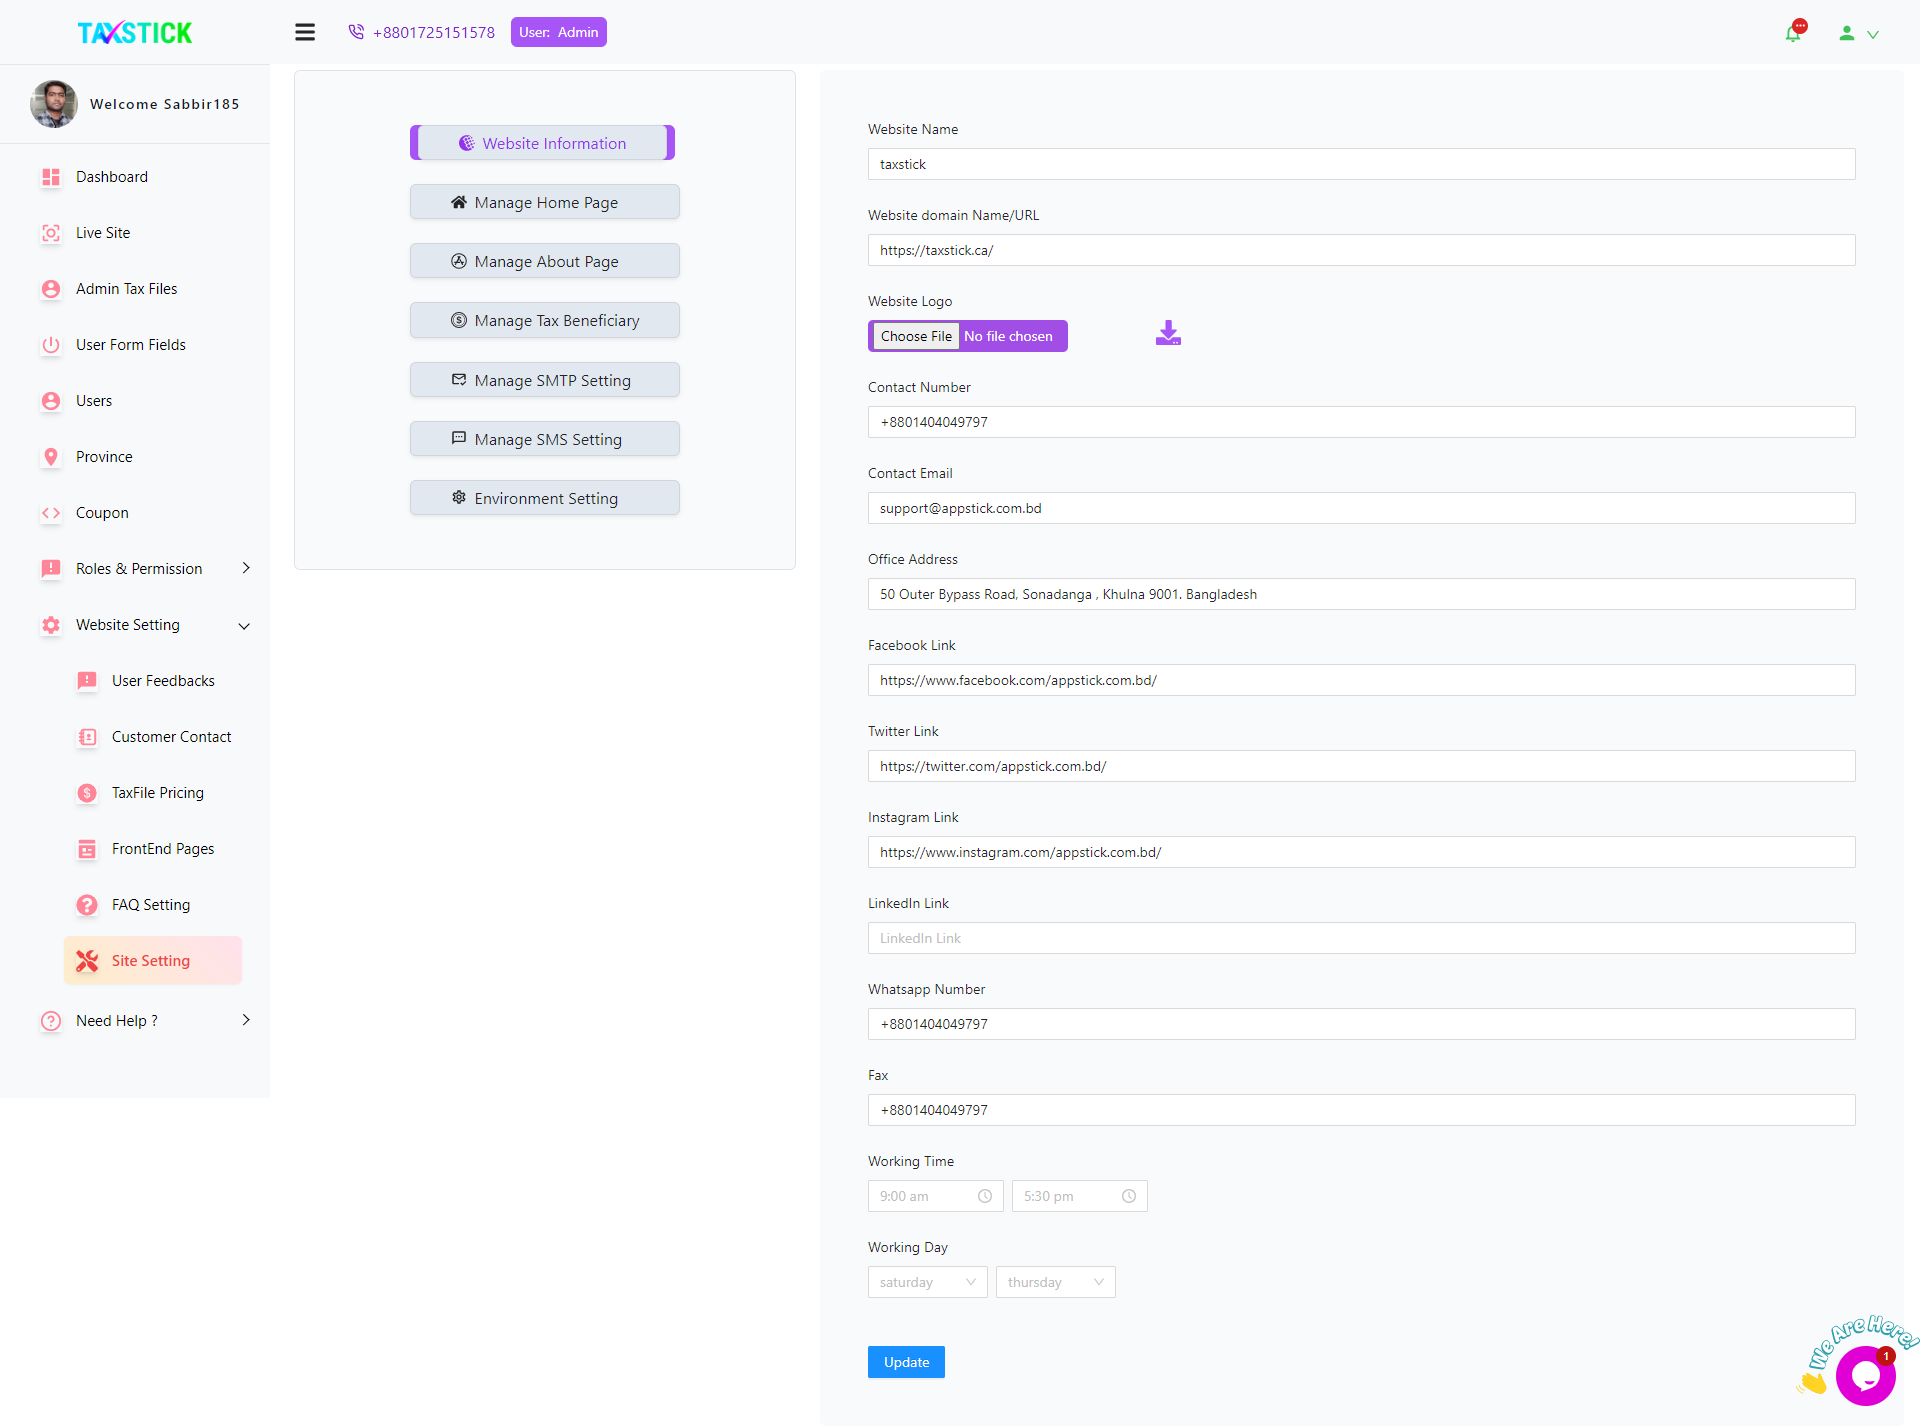 TAXSTICK
+8801725151578
User: Admin
Welcome Sabbir185
Dashboard
Live Site
Admin Tax Files
User Form Fields
Users
Province
Coupon
Roles & Permission
Website Setting
User Feedbacks
Customer Contact
TaxFile Pricing
FrontEnd Pages
FAQ Setting
Site Setting
Need Help ?
Website Information
Manage Home Page
Manage About Page
Manage Tax Beneficiary
Manage SMTP Setting
Manage SMS Setting
Environment Setting
Website Name
taxstick
Website domain Name/URL
https://taxstick.ca/
Website Logo
Choose File No file chosen
Contact Number
+8801404049797
Contact Email
support@appstick.com.bd
Office Address
50 Outer Bypass Road, Sonadanga , Khulna 9001. Bangladesh
Facebook Link
https://www.facebook.com/appstick.com.bd/
Twitter Link
https://twitter.com/appstick.com.bd/
Instagram Link
https://www.instagram.com/appstick.com.bd/
LinkedIn Link
LinkedIn Link
Whatsapp Number
+8801404049797
Fax
+8801404049797
Working Time
9:00 am 5:30 pm
Working Day
saturday thursday
Update
We Are Here!
1